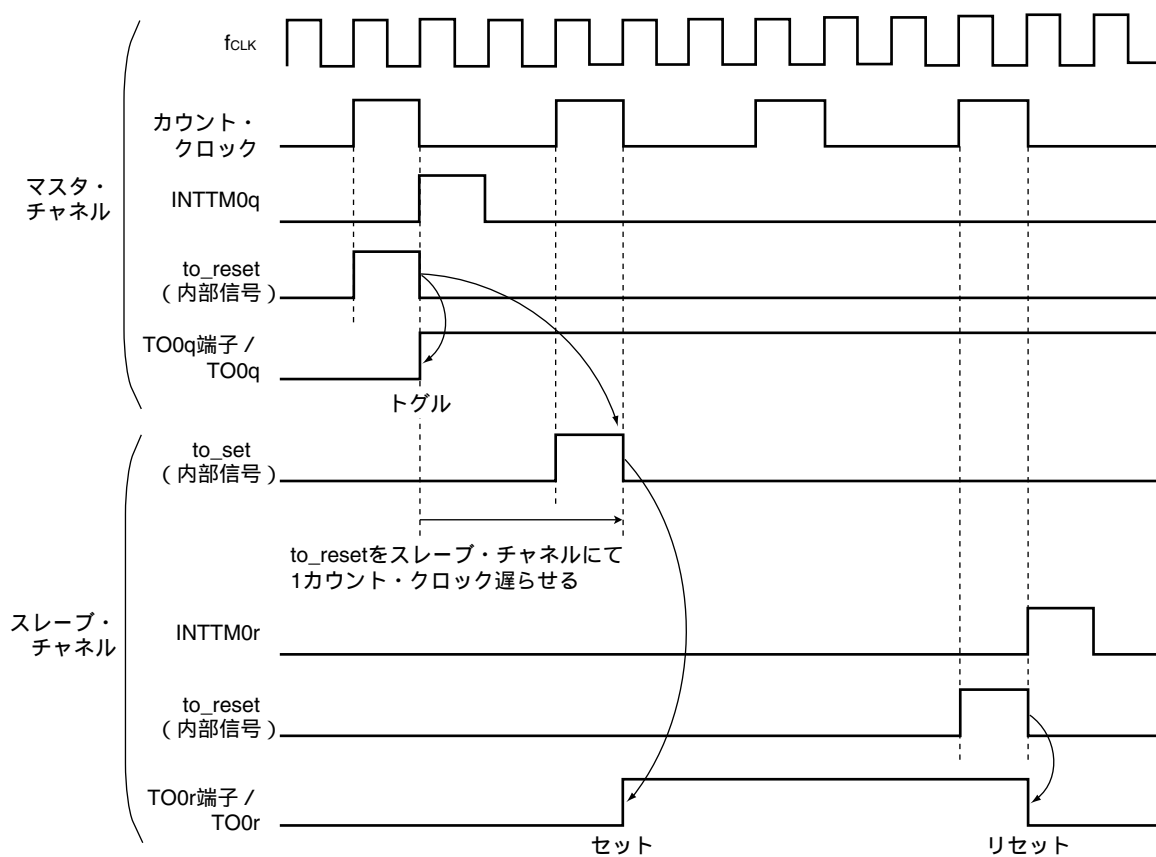 fCLK
カウント・
クロック
マスタ・
チャネル
INTTM0q
to_reset
（内部信号）
TO0q端子／
TO0q
トグル
to_set
（内部信号）
to_resetをスレーブ・チャネルにて
1カウント・クロック遅らせる
スレーブ・
チャネル
INTTM0r
to_reset
（内部信号）
TO0r端子／
TO0r
セット
リセット